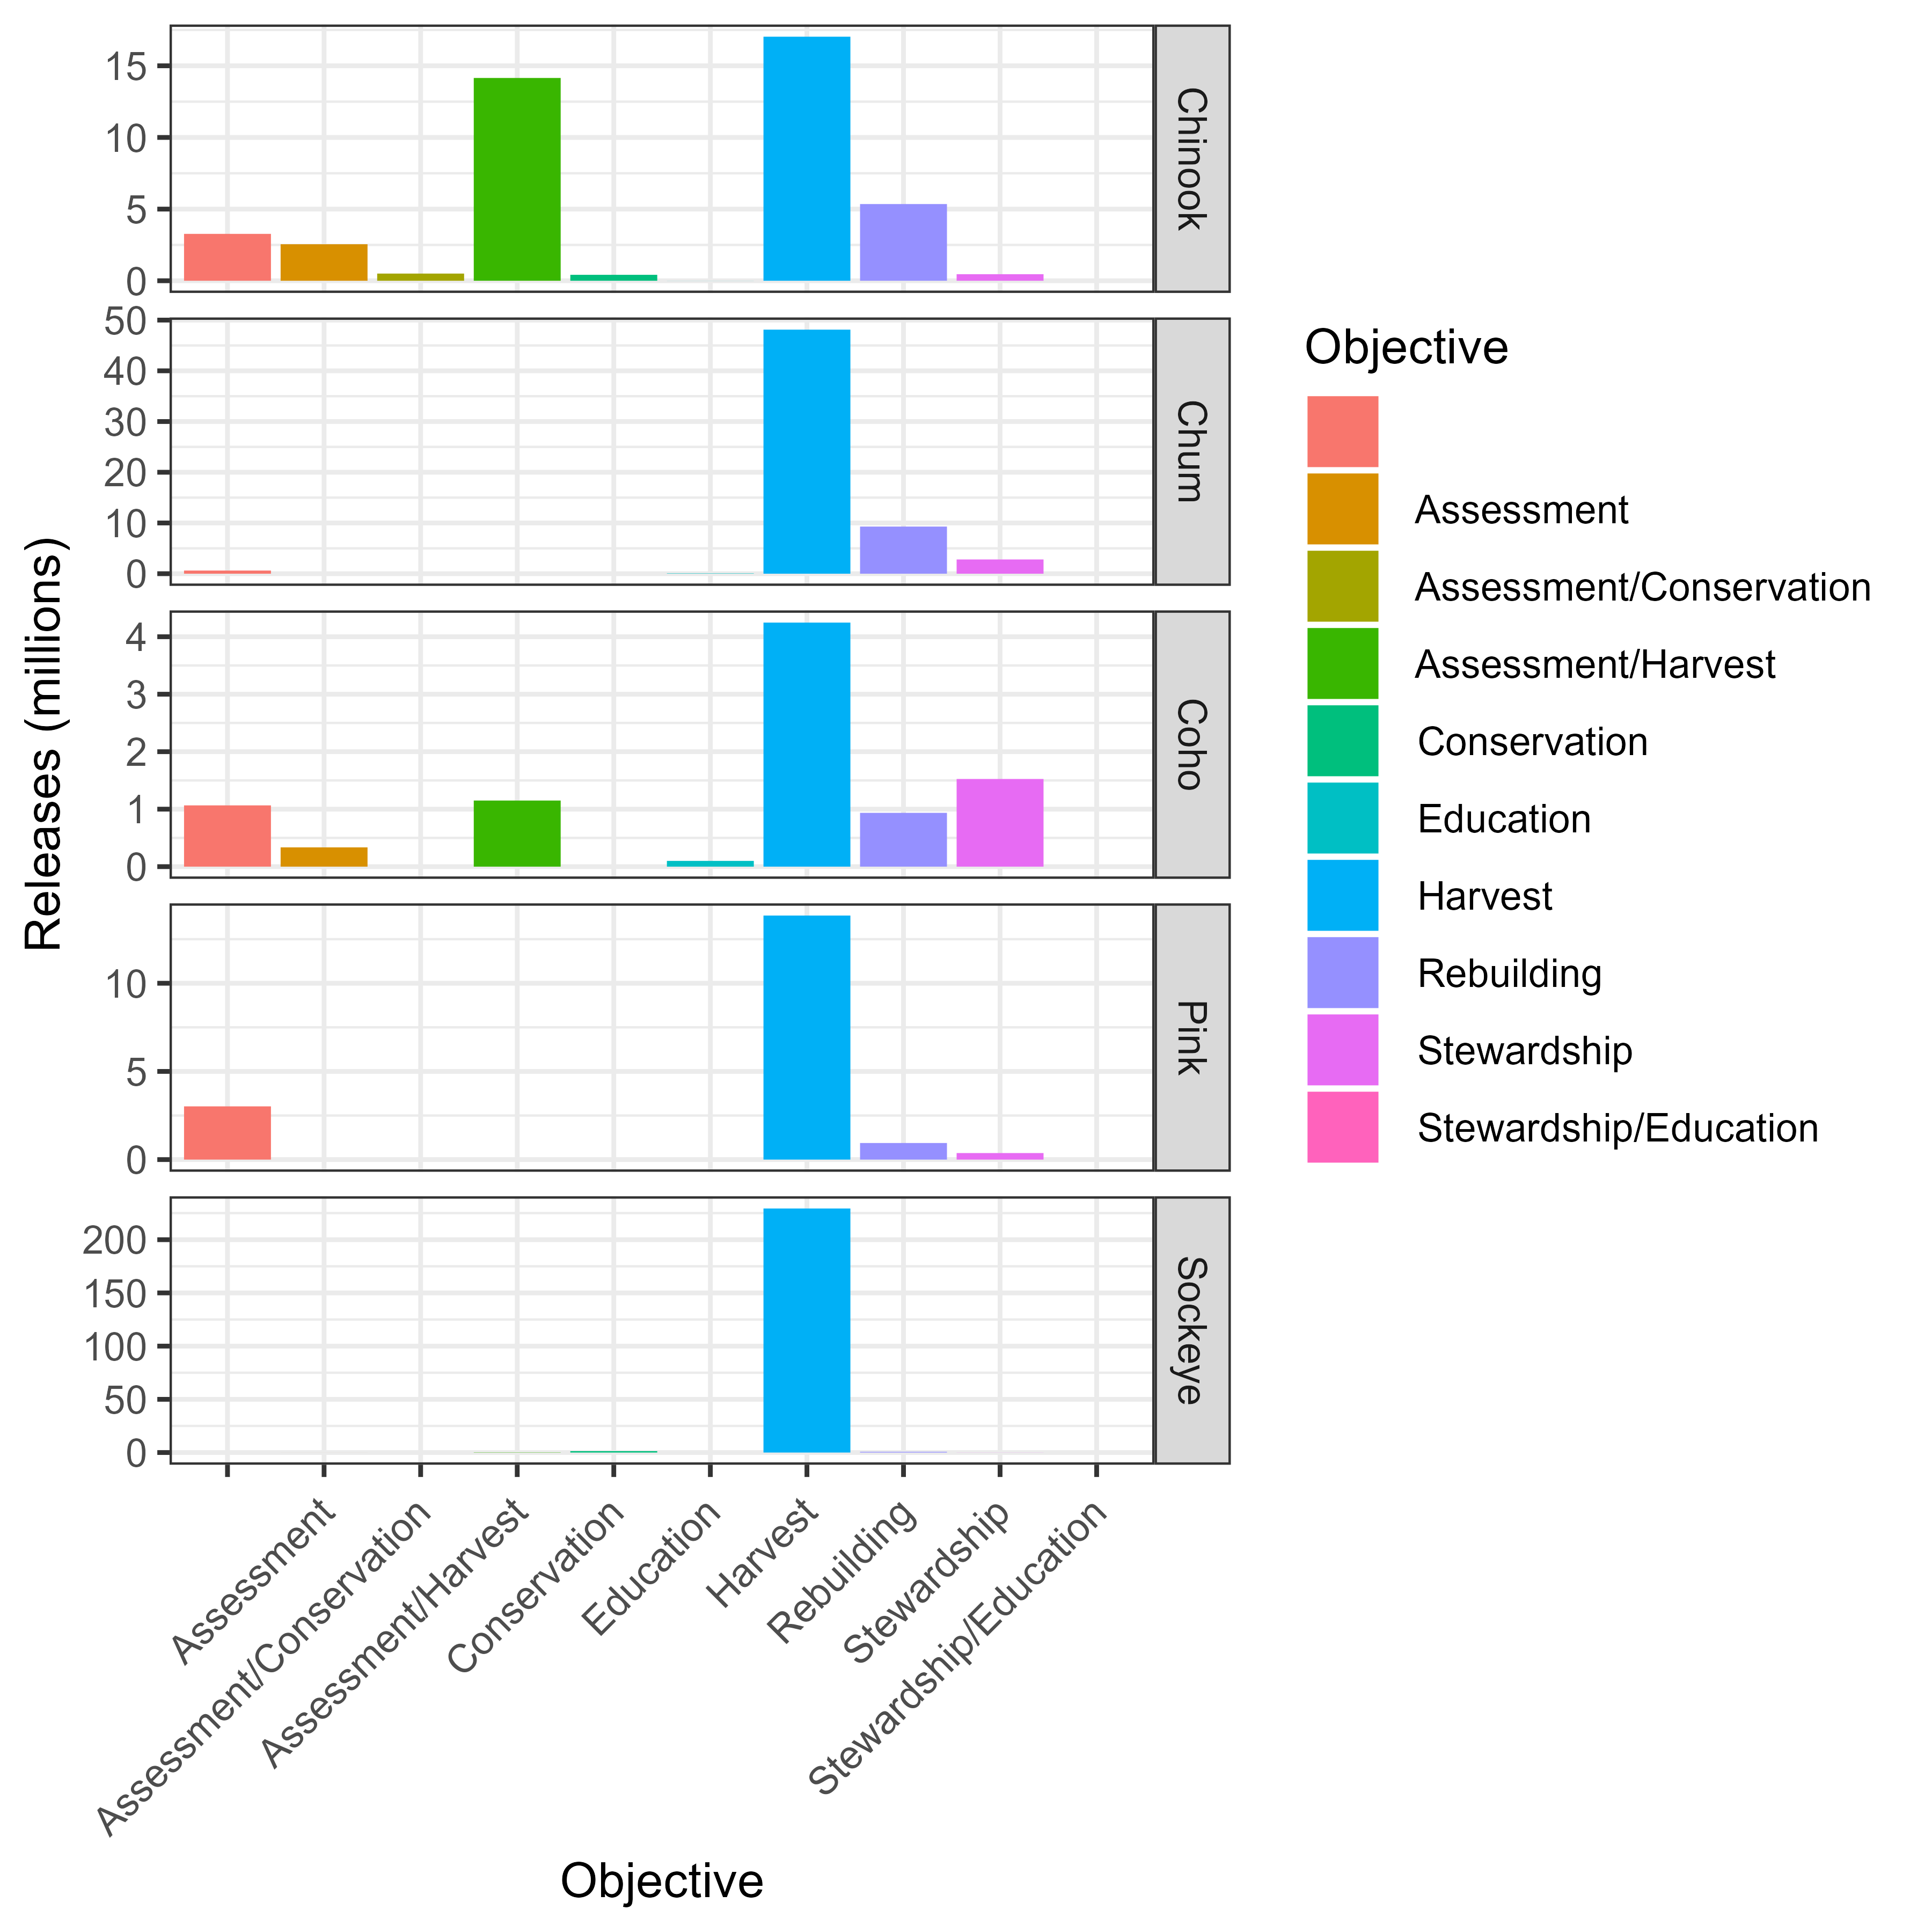 15
10
5
0
Chinook
50
40
30
20
10
0
Chum
4
3
2
1
0
Coho
10
5
0
Pink
200
150
100
50
0
Sockeye
Releases (millions)
Assessment
Assessment/Conservation
Assessment/Harvest
Conservation
Education
Harvest
Rebuilding
Stewardship
Stewardship/Education
Objective
Objective
Assessment
Assessment/Conservation
Assessment/Harvest
Conservation
Education
Harvest
Rebuilding
Stewardship
Stewardship/Education